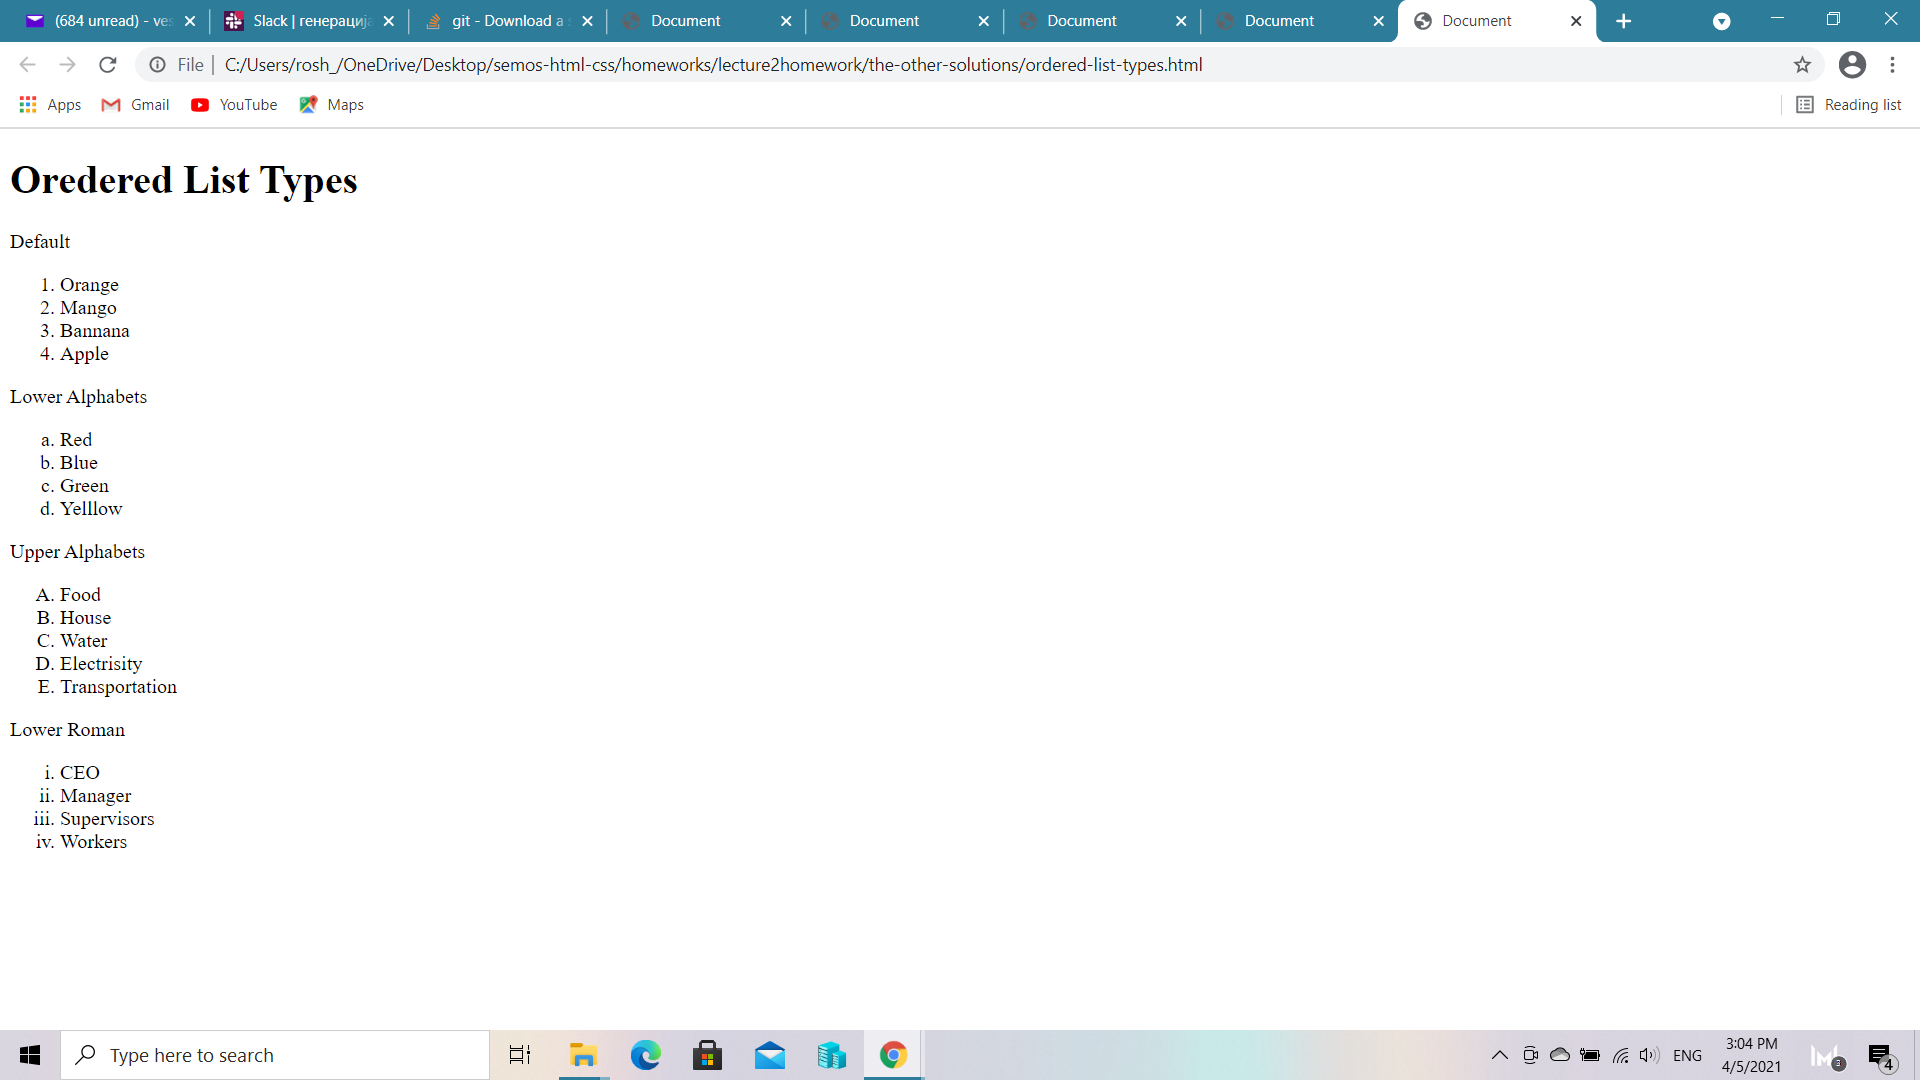 (684 unread) - ves
Slack | генерација
git - Download a s
Document
Document
Document
Document
Document
File | C:/Users/rosh_/OneDrive/Desktop/semos-html-css/homeworks/lecture2homework/the-other-solutions/ordered-list-types.html
Apps
Gmail
YouTube
Maps
Reading list
Oredered List Types
Default
1. Orange
2. Mango
3. Bannana
4. Apple
Lower Alphabets
a. Red
b. Blue
c. Green
d. Yelllow
Upper Alphabets
A. Food
B. House
C. Water
D. Electrisity
E. Transportation
Lower Roman
i. CEO
ii. Manager
iii. Supervisors
iv. Workers
Type here to search
ENG
3:04 PM
4/5/2021
3
4